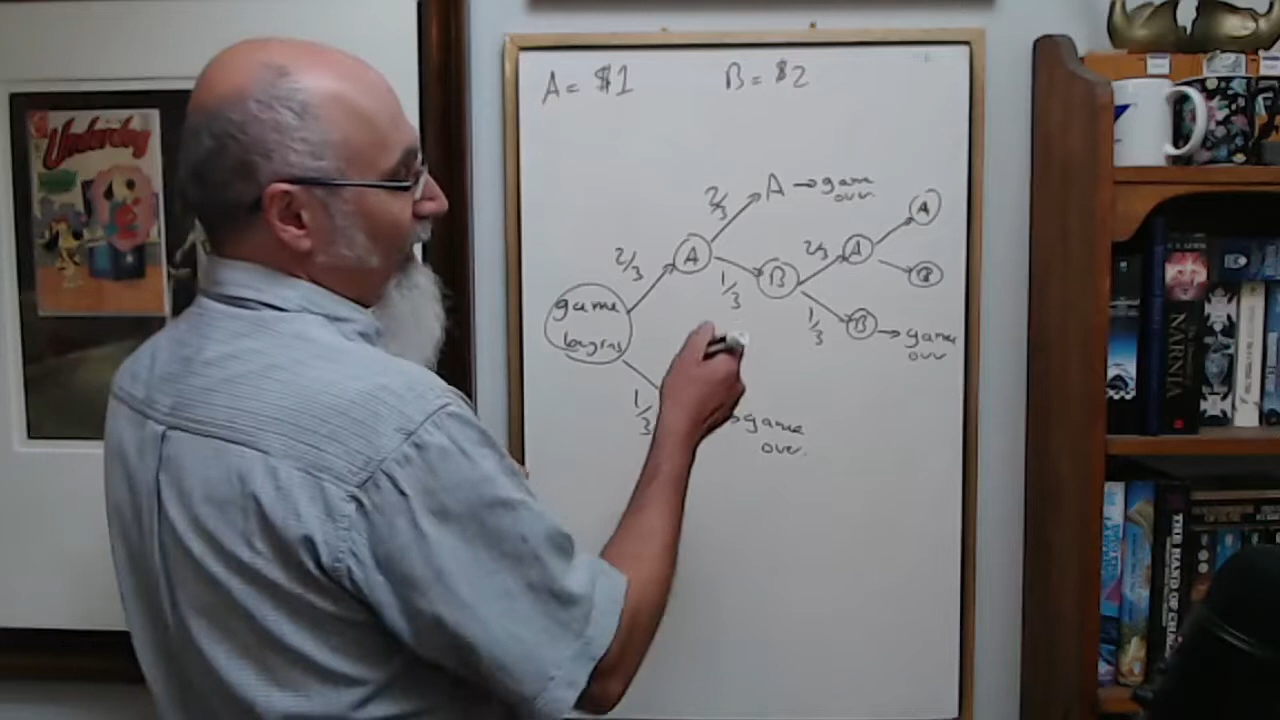 A = $1
B = $2
Underdog
2/3
A → game
over.
2/3
A
1/3
B
2/3
A
A
B
1/3
B → game
over
game
begins
1/3
→ game
over.
NARNIA
THE HAND OF